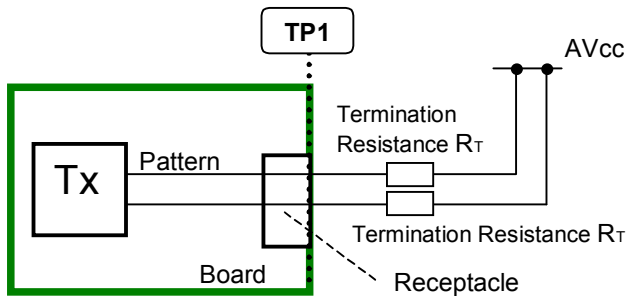 TP1
AVcc
Termination
Resistance RT
Pattern
Tx
Termination Resistance RT
Board
Receptacle